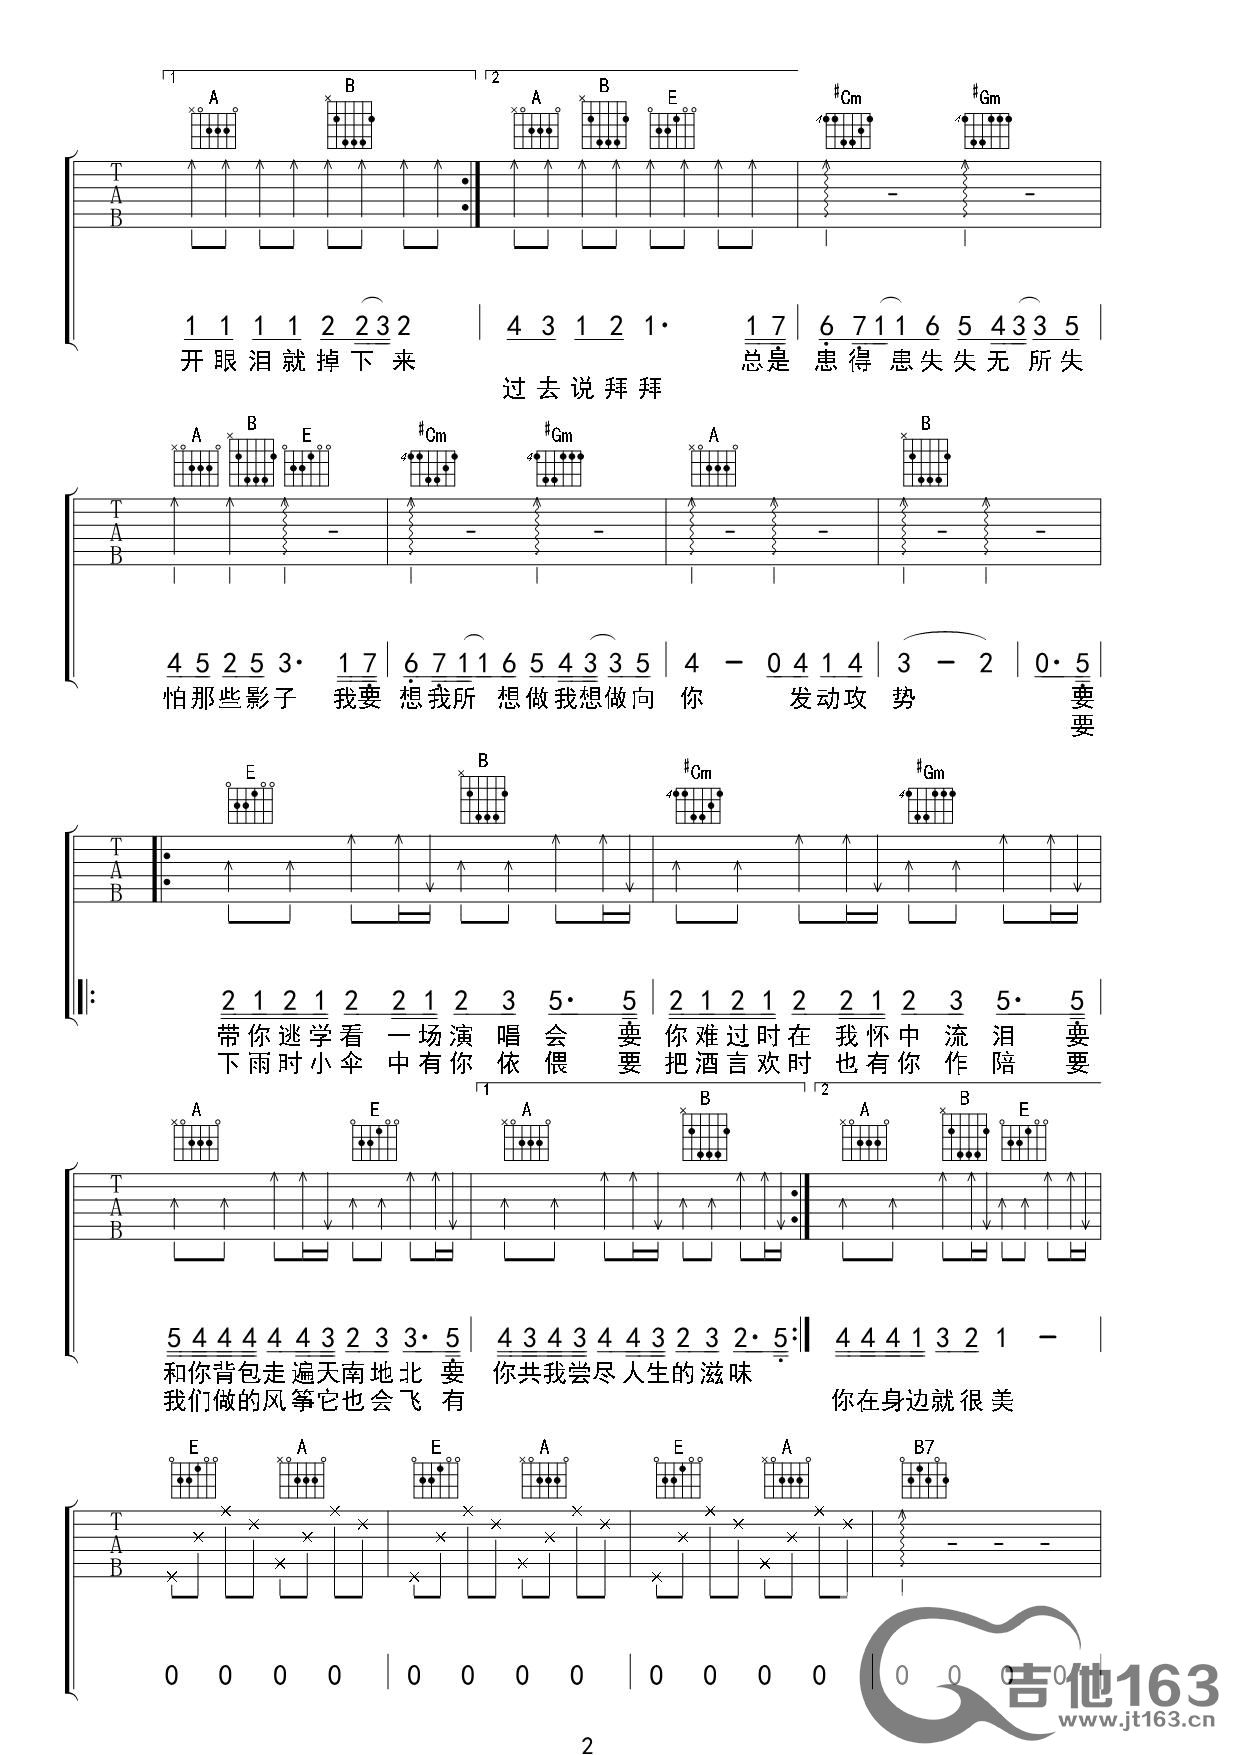 1 2
A B A B E #Cm #Gm
× ○ ○ × × ○ ○ × ○ ○ ○ 4 4
T
A - -
B
1 1 1 1 2 2 3 2 4 3 1 2 1· 1 7 6 7 1 1 6 5 4 3 3 5
开眼泪就掉下来 总是 患得 患失失无所失
过去说拜拜
A B E #Cm #Gm A B
T
A - - - - - - -
B
4 5 2 5 3· 1 7 6 7 1 1 6 5 4 3 3 5 4 - 0 4 1 4 3 - 2 0· 5
怕那些影子 我要 想我所 想做我想做向 你 发动攻 势 要
要
E B #Cm #Gm
T
A
B
2 1 2 1 2 2 1 2 3 5· 5 2 1 2 1 2 2 1 2 3 5· 5
带你逃学看 一场演 唱 会 要 你难过时在 我怀中 流 泪 要
下雨时小伞 中有你 依 偎 要 把酒言欢时 也有你 作 陪 要
1 2
A E A B A B E
T
A
B
5 4 4 4 4 4 3 2 3 3· 5 4 3 4 3 4 4 3 2 3 2· 5 4 4 4 1 3 2 1 -
和你背包走 遍天南地 北 要 你共我尝尽 人生的滋味
我们做的风筝它也会飞 有 你在身边就很美
E A E A E A B7
T
A - - -
B
0 0 0 0 0 0 0 0 0 0 0 0 0 0 0 0
吉他163
www.jt163.cn
2